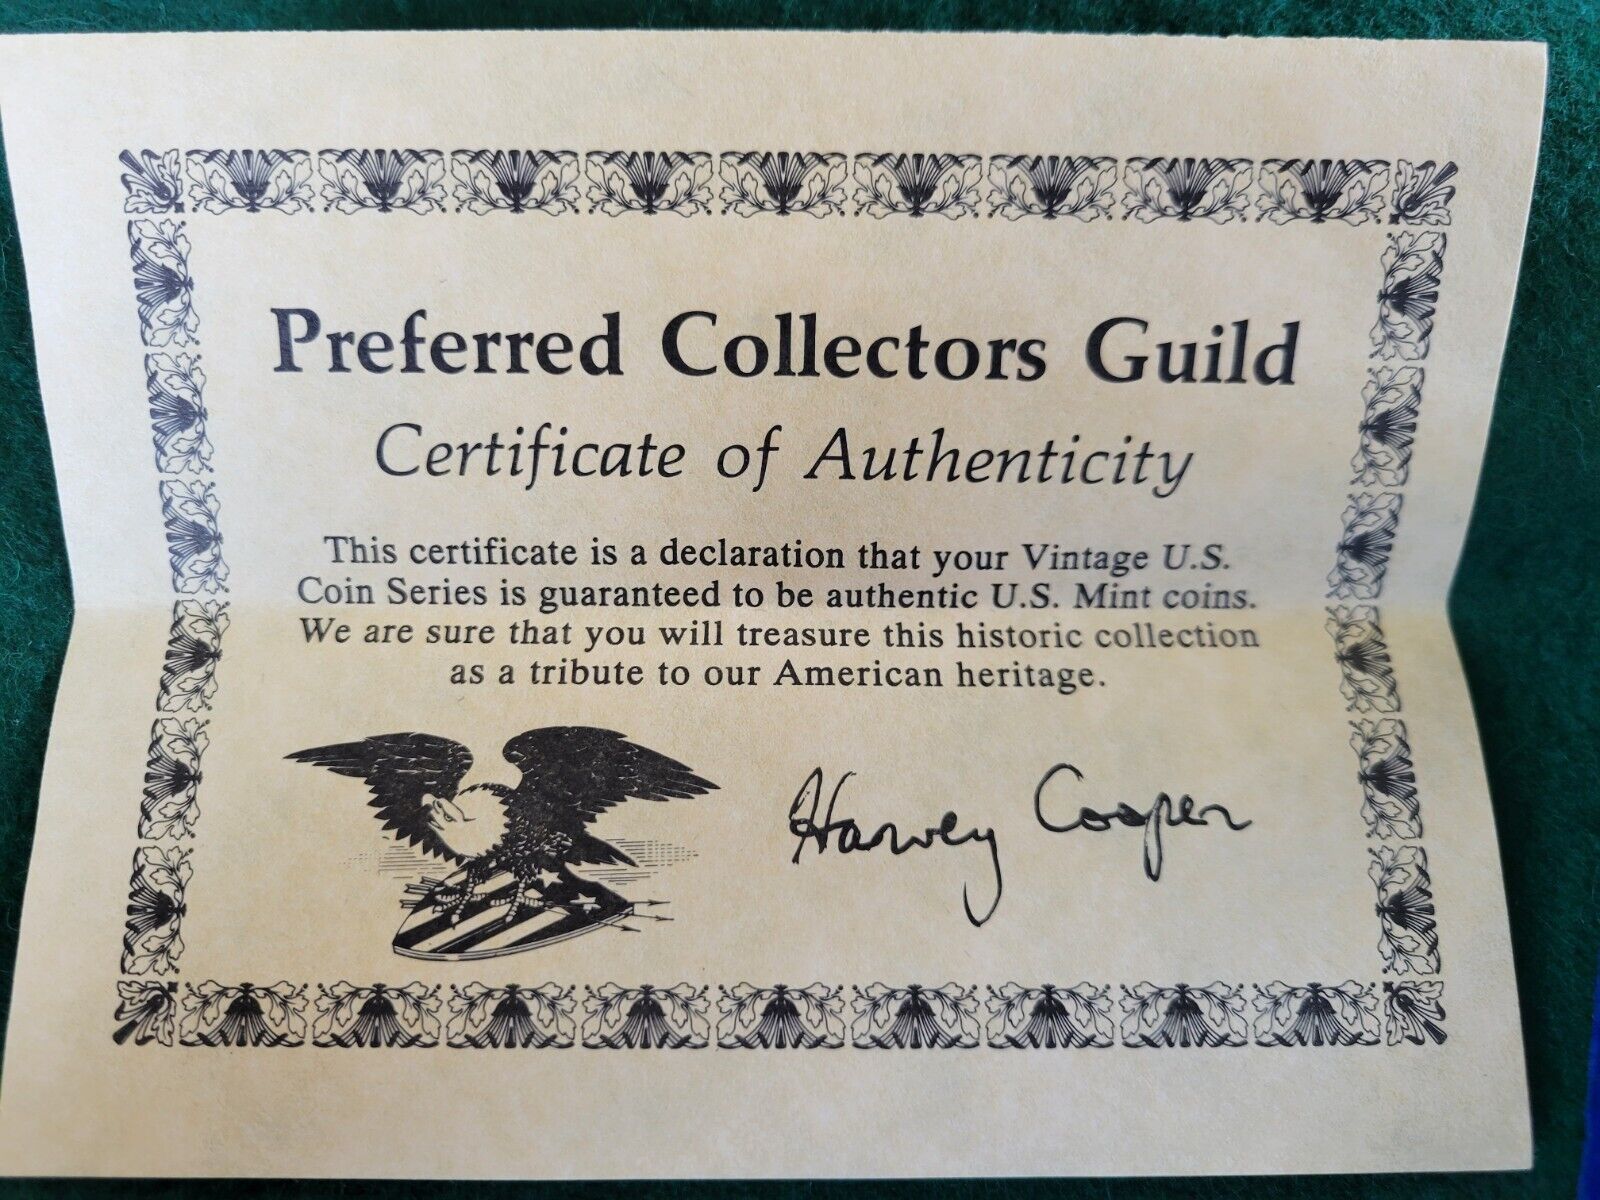 Preferred Collectors Guild
Certificate of Authenticity
This certificate is a declaration that your Vintage U.S.
Coin Series is guaranteed to be authentic U.S. Mint coins.
We are sure that you will treasure this historic collection
as a tribute to our American heritage.
Harvey Cooper